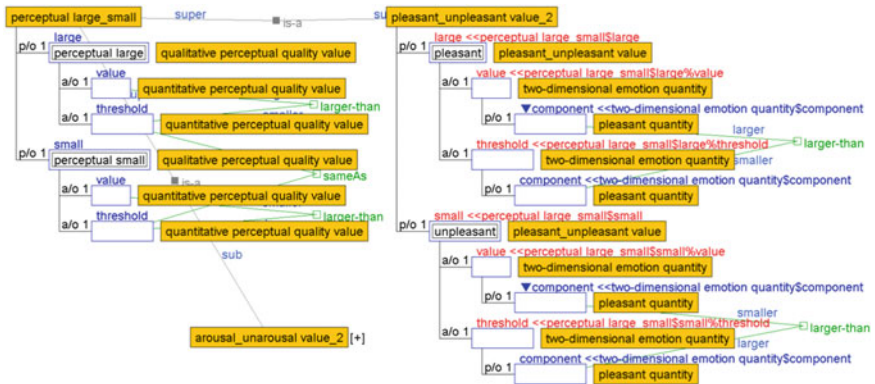 perceptual large_small
super
is-a
pleasant_unpleasant value_2
large
p/o 1
perceptual large
qualitative perceptual quality value
value
a/o 1
quantitative perceptual quality value
larger-than
threshold
a/o 1
quantitative perceptual quality value
small
p/o 1
perceptual small
qualitative perceptual quality value
sameAs
value
is-a
a/o 1
quantitative perceptual quality value
larger-than
threshold
a/o 1
quantitative perceptual quality value
sub
arousal_unarousal value_2 [+]
large <<perceptual large_small$large
p/o 1
pleasant
pleasant_unpleasant value
value <<perceptual large_small$large%value
a/o 1
two-dimensional emotion quantity
component <<two-dimensional emotion quantity$component
p/o 1
pleasant quantity
larger
larger-than
threshold <<perceptual large_small$large%threshold
a/o 1
two-dimensional emotion quantity
smaller
component <<two-dimensional emotion quantity$component
p/o 1
pleasant quantity
small <<perceptual large_small$small
p/o 1
unpleasant
pleasant_unpleasant value
value <<perceptual large_small$small%value
a/o 1
two-dimensional emotion quantity
component <<two-dimensional emotion quantity$component
p/o 1
pleasant quantity
smaller
larger-than
threshold <<perceptual large_small$small%threshold
a/o 1
two-dimensional emotion quantity
larger
component <<two-dimensional emotion quantity$component
p/o 1
pleasant quantity